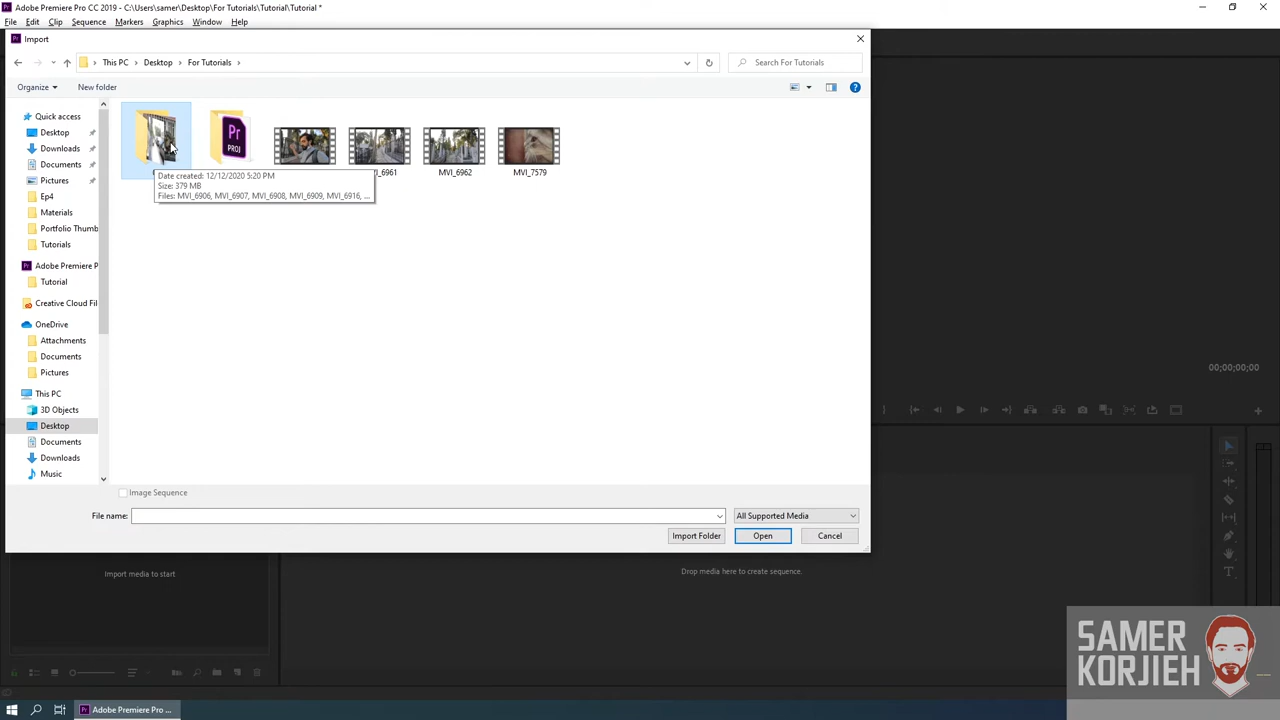 Adobe Premiere Pro CC 2019 - C:\Users\samer\Desktop\For Tutorials\Tutorial\Tutorial *
File Edit Clip Sequence Markers Graphics Window Help
Import
This PC > Desktop > For Tutorials >
Search For Tutorials
Organize
New folder
Quick access
Desktop
Downloads
Documents
Pictures
Ep4
Materials
Portfolio Thumb
Tutorials
Adobe Premiere P
Tutorial
Creative Cloud Fil
OneDrive
Attachments
Documents
Pictures
This PC
3D Objects
Desktop
Documents
Downloads
Music
Pr
PROJ
_6961
MVI_6962
MVI_7579
Date created: 12/12/2020 5:20 PM
Size: 379 MB
Files: MVI_6906, MVI_6907, MVI_6908, MVI_6909, MVI_6916, ...
Image Sequence
File name:
All Supported Media
Import Folder
Open
Cancel
00;00;00;00
Import media to start
Drop media here to create sequence.
SAMER
KORJIEH
Adobe Premiere Pro ...